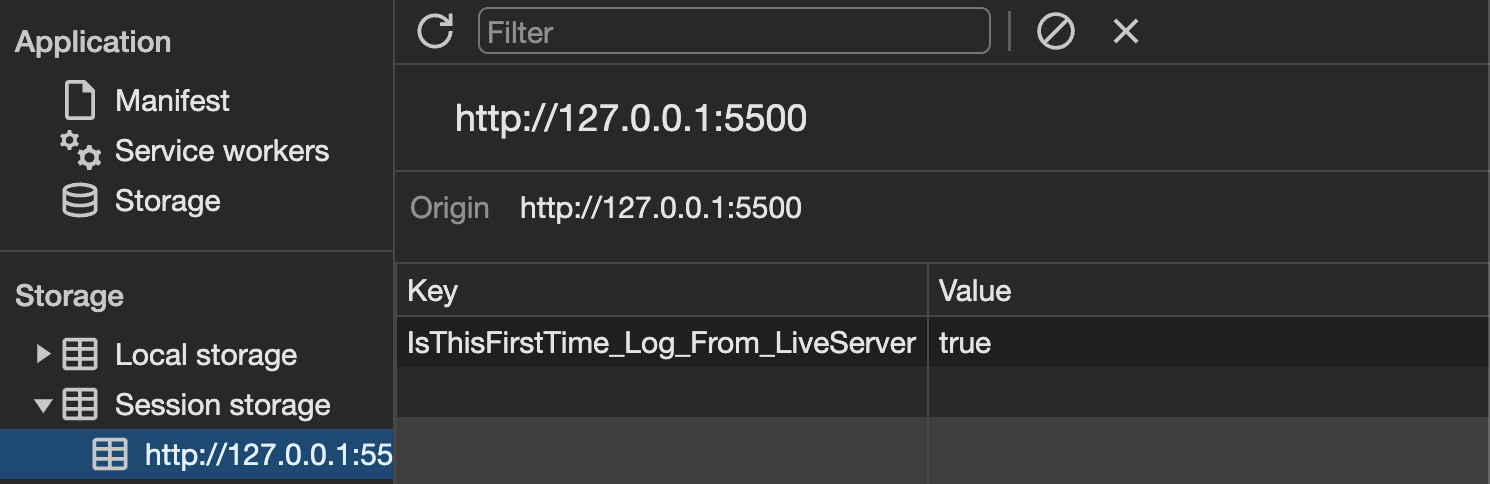 Application
Manifest
Service workers
Storage
Storage
Local storage
Session storage
http://127.0.0.1:55
Filter
http://127.0.0.1:5500
Origin http://127.0.0.1:5500
Key Value
IsThisFirstTime_Log_From_LiveServer true